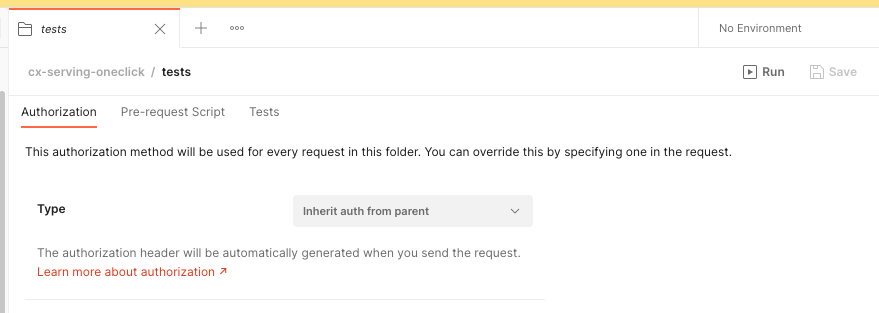 tests
No Environment
cx-serving-oneclick / tests
Run
Save
Authorization
Pre-request Script
Tests
This authorization method will be used for every request in this folder. You can override this by specifying one in the request.
Type
Inherit auth from parent
The authorization header will be automatically generated when you send the request.
Learn more about authorization ↗